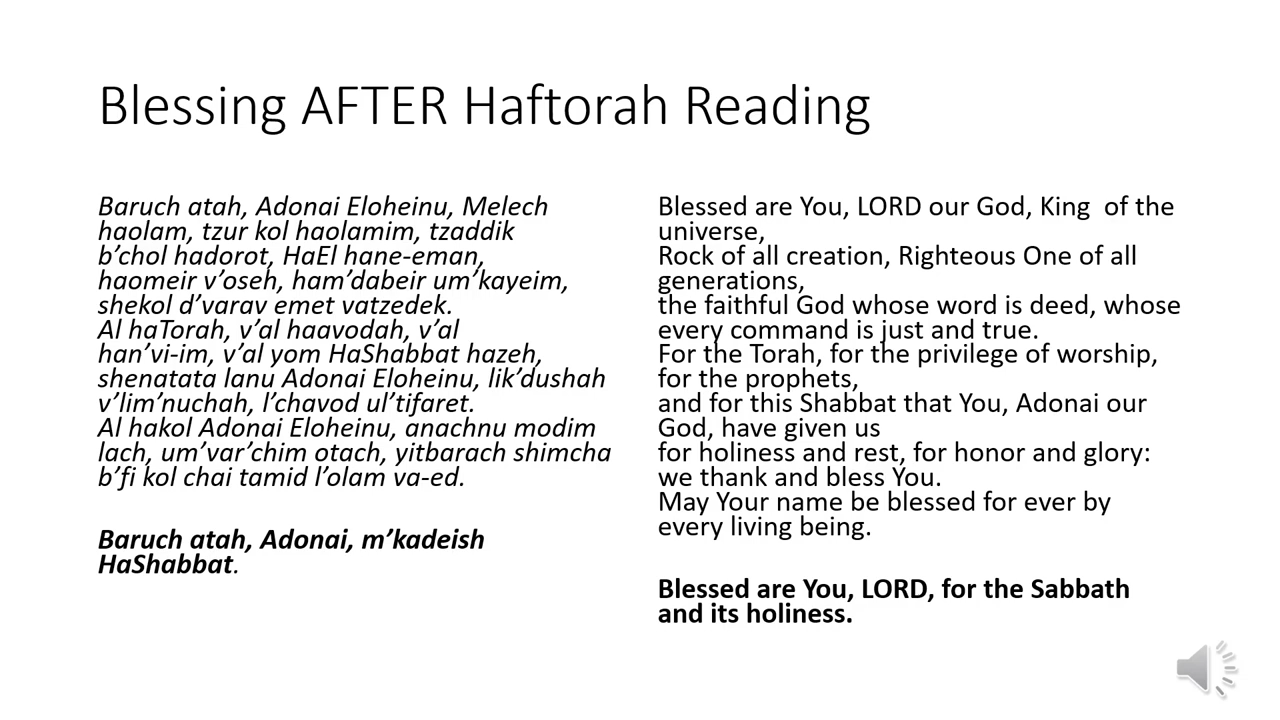 Blessing AFTER Haftorah Reading
Baruch atah, Adonai Eloheinu, Melech
haolam, tzur kol haolamim, tzaddik
b’chol hadorot, HaEl hane-eman,
haomeir v’oseh, ham’dabeir um’kayeim,
shekol d’varav emet vatzedek.
Al haTorah, v’al haavodah, v’al
han’vi-im, v’al yom HaShabbat hazeh,
shenatata lanu Adonai Eloheinu, lik’dushah
v’lim’nuchah, l’chavod ul’tifaret.
Al hakol Adonai Eloheinu, anachnu modim
lach, um’var’chim otach, yitbarach shimcha
b’fi kol chai tamid l’olam va-ed.
Baruch atah, Adonai, m’kadeish
HaShabbat.
Blessed are You, LORD our God, King  of the
universe,
Rock of all creation, Righteous One of all
generations,
the faithful God whose word is deed, whose
every command is just and true.
For the Torah, for the privilege of worship,
for the prophets,
and for this Shabbat that You, Adonai our
God, have given us
for holiness and rest, for honor and glory:
we thank and bless You.
May Your name be blessed for ever by
every living being.
Blessed are You, LORD, for the Sabbath
and its holiness.